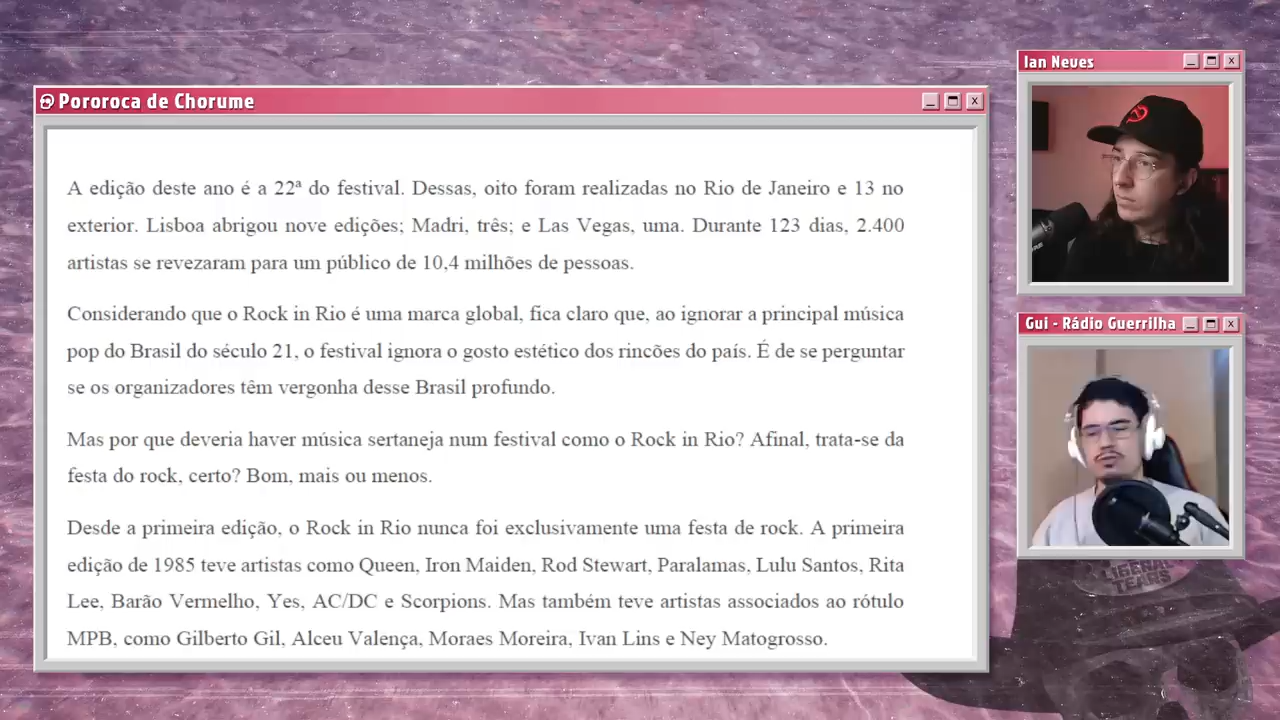 Pororoca de Chorume
A edição deste ano é a 22ª do festival. Dessas, oito foram realizadas no Rio de Janeiro e 13 no
exterior. Lisboa abrigou nove edições; Madri, três; e Las Vegas, uma. Durante 123 dias, 2.400
artistas se revezaram para um público de 10,4 milhões de pessoas.
Considerando que o Rock in Rio é uma marca global, fica claro que, ao ignorar a principal música
pop do Brasil do século 21, o festival ignora o gosto estético dos rincões do país. É de se perguntar
se os organizadores têm vergonha desse Brasil profundo.
Mas por que deveria haver música sertaneja num festival como o Rock in Rio? Afinal, trata-se da
festa do rock, certo? Bom, mais ou menos.
Desde a primeira edição, o Rock in Rio nunca foi exclusivamente uma festa de rock. A primeira
edição de 1985 teve artistas como Queen, Iron Maiden, Rod Stewart, Paralamas, Lulu Santos, Rita
Lee, Barão Vermelho, Yes, AC/DC e Scorpions. Mas também teve artistas associados ao rótulo
MPB, como Gilberto Gil, Alceu Valença, Moraes Moreira, Ivan Lins e Ney Matogrosso.
Ian Neves
Gui - Rádio Guerrilha
LIBERAL
TEARS